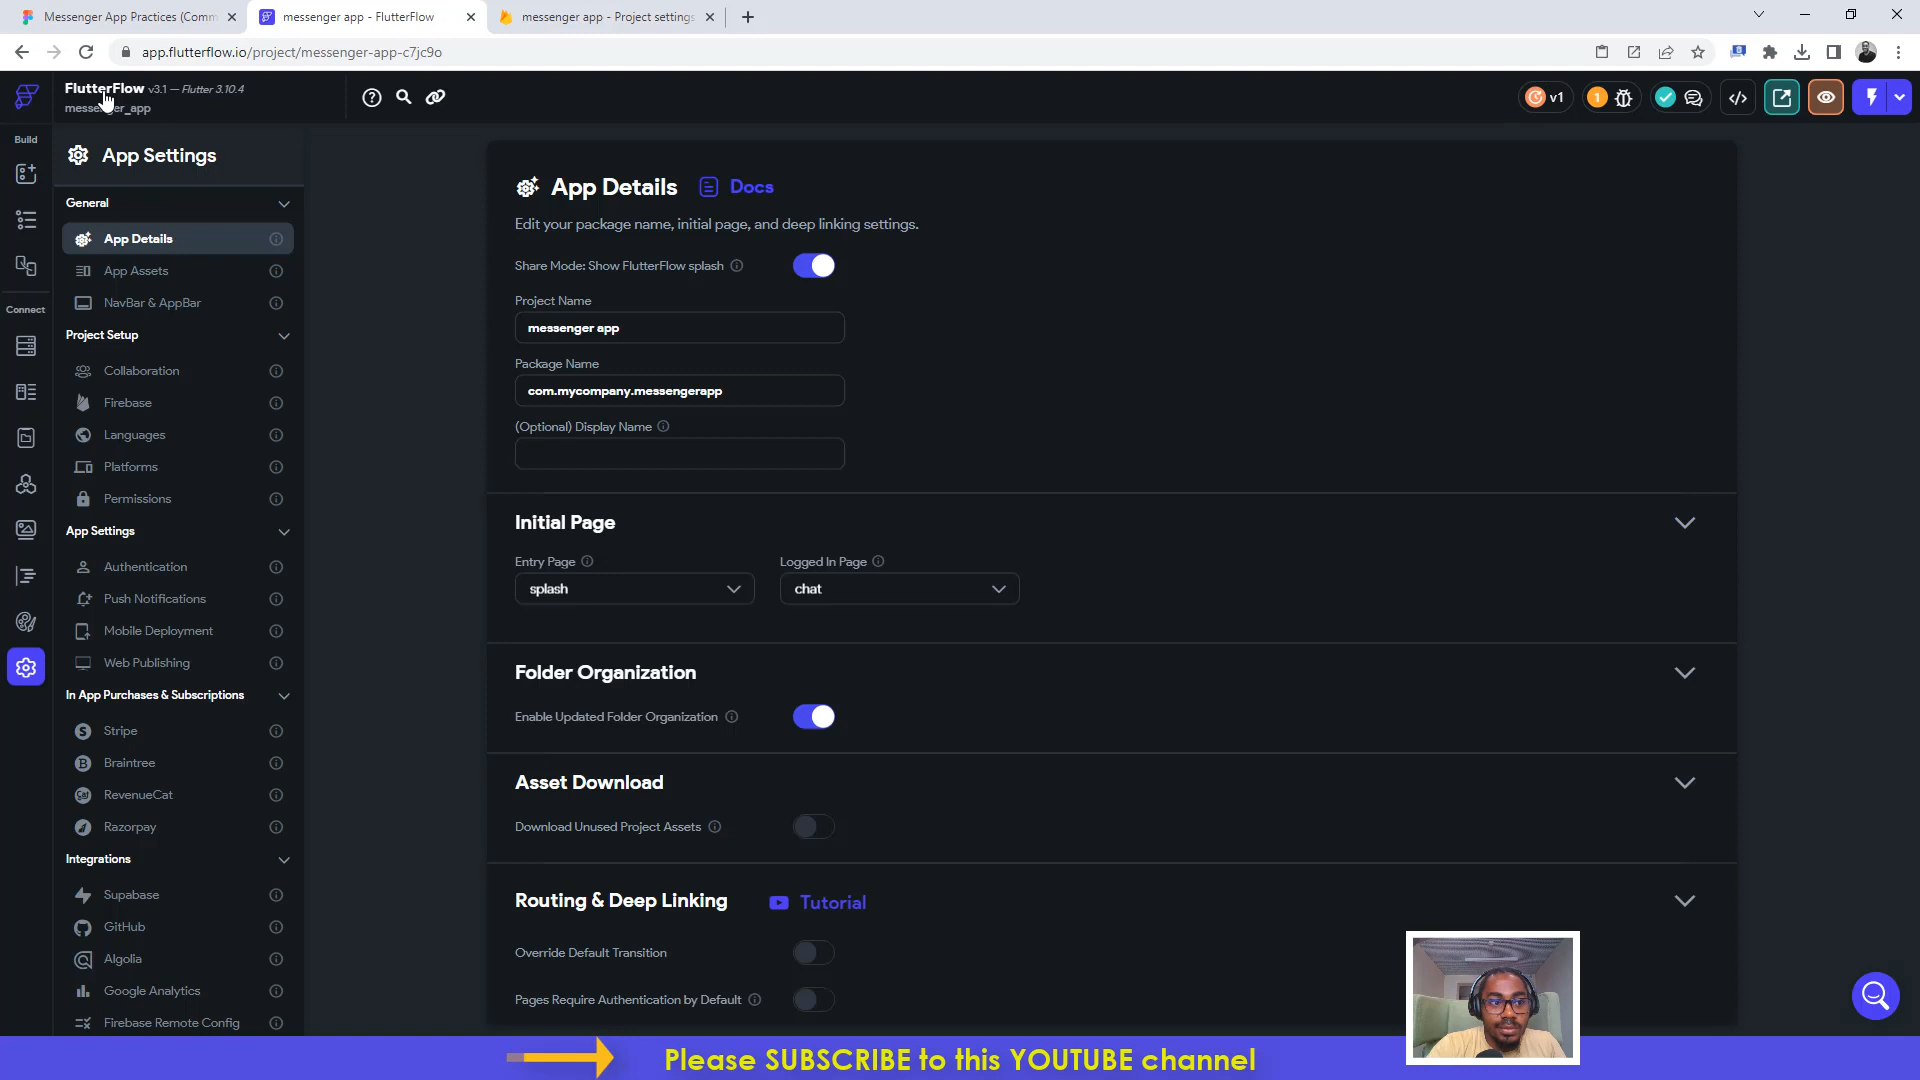 Messenger App Practices (Comm
messenger app - FlutterFlow
messenger app - Project settings
app.flutterflow.io/project/messenger-app-c7jc9o
FlutterFlow v3.1 — Flutter 3.10.4
messenger_app
v1
1
Build
Connect
App Settings
General
App Details
App Assets
NavBar & AppBar
Project Setup
Collaboration
Firebase
Languages
Platforms
Permissions
App Settings
Authentication
Push Notifications
Mobile Deployment
Web Publishing
In App Purchases & Subscriptions
Stripe
Braintree
RevenueCat
Razorpay
Integrations
Supabase
GitHub
Algolia
Google Analytics
Firebase Remote Config
App Details
Docs
Edit your package name, initial page, and deep linking settings.
Share Mode: Show FlutterFlow splash
Project Name
messenger app
Package Name
com.mycompany.messengerapp
(Optional) Display Name
Initial Page
Entry Page
Logged In Page
splash
chat
Folder Organization
Enable Updated Folder Organization
Asset Download
Download Unused Project Assets
Routing & Deep Linking
Tutorial
Override Default Transition
Pages Require Authentication by Default
Please SUBSCRIBE to this YOUTUBE channel